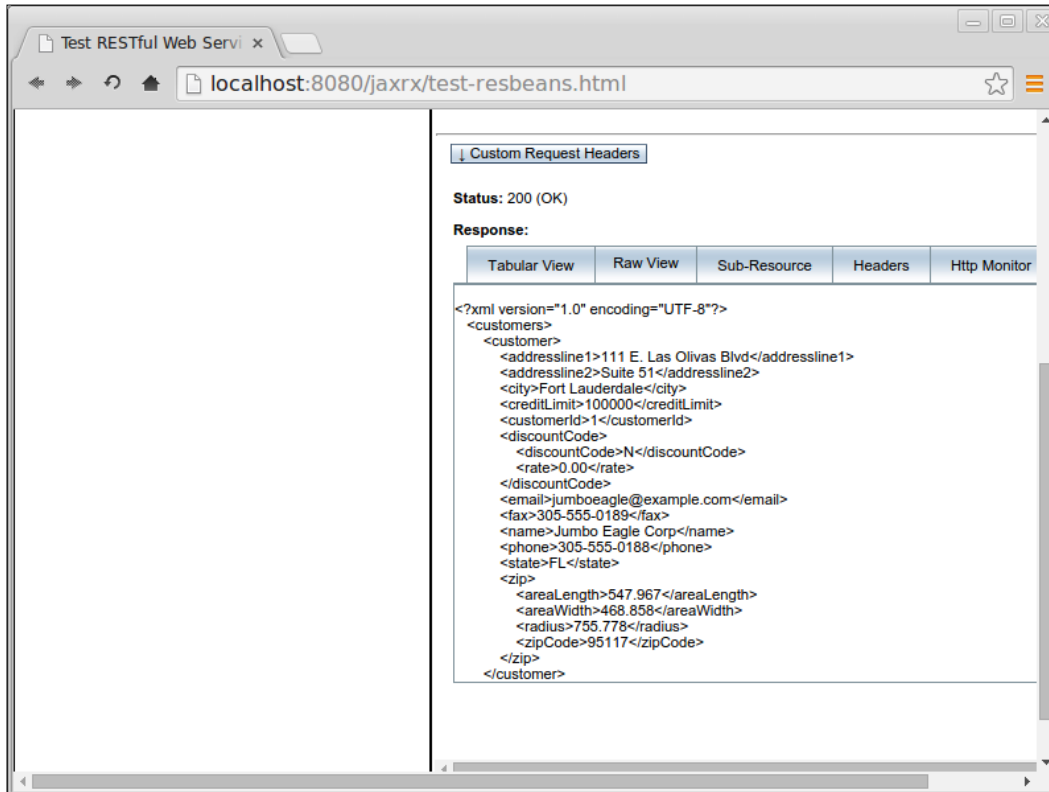 Test RESTful Web Servi
localhost:8080/jaxrx/test-resbeans.html
↓ Custom Request Headers
Status: 200 (OK)
Response:
Tabular View Raw View Sub-Resource Headers Http Monitor
<?xml version="1.0" encoding="UTF-8"?>
<customers>
<customer>
<addressline1>111 E. Las Olivas Blvd</addressline1>
<addressline2>Suite 51</addressline2>
<city>Fort Lauderdale</city>
<creditLimit>100000</creditLimit>
<customerId>1</customerId>
<discountCode>
<discountCode>N</discountCode>
<rate>0.00</rate>
</discountCode>
<email>jumboeagle@example.com</email>
<fax>305-555-0189</fax>
<name>Jumbo Eagle Corp</name>
<phone>305-555-0188</phone>
<state>FL</state>
<zip>
<areaLength>547.967</areaLength>
<areaWidth>468.858</areaWidth>
<radius>755.778</radius>
<zipCode>95117</zipCode>
</zip>
</customer>